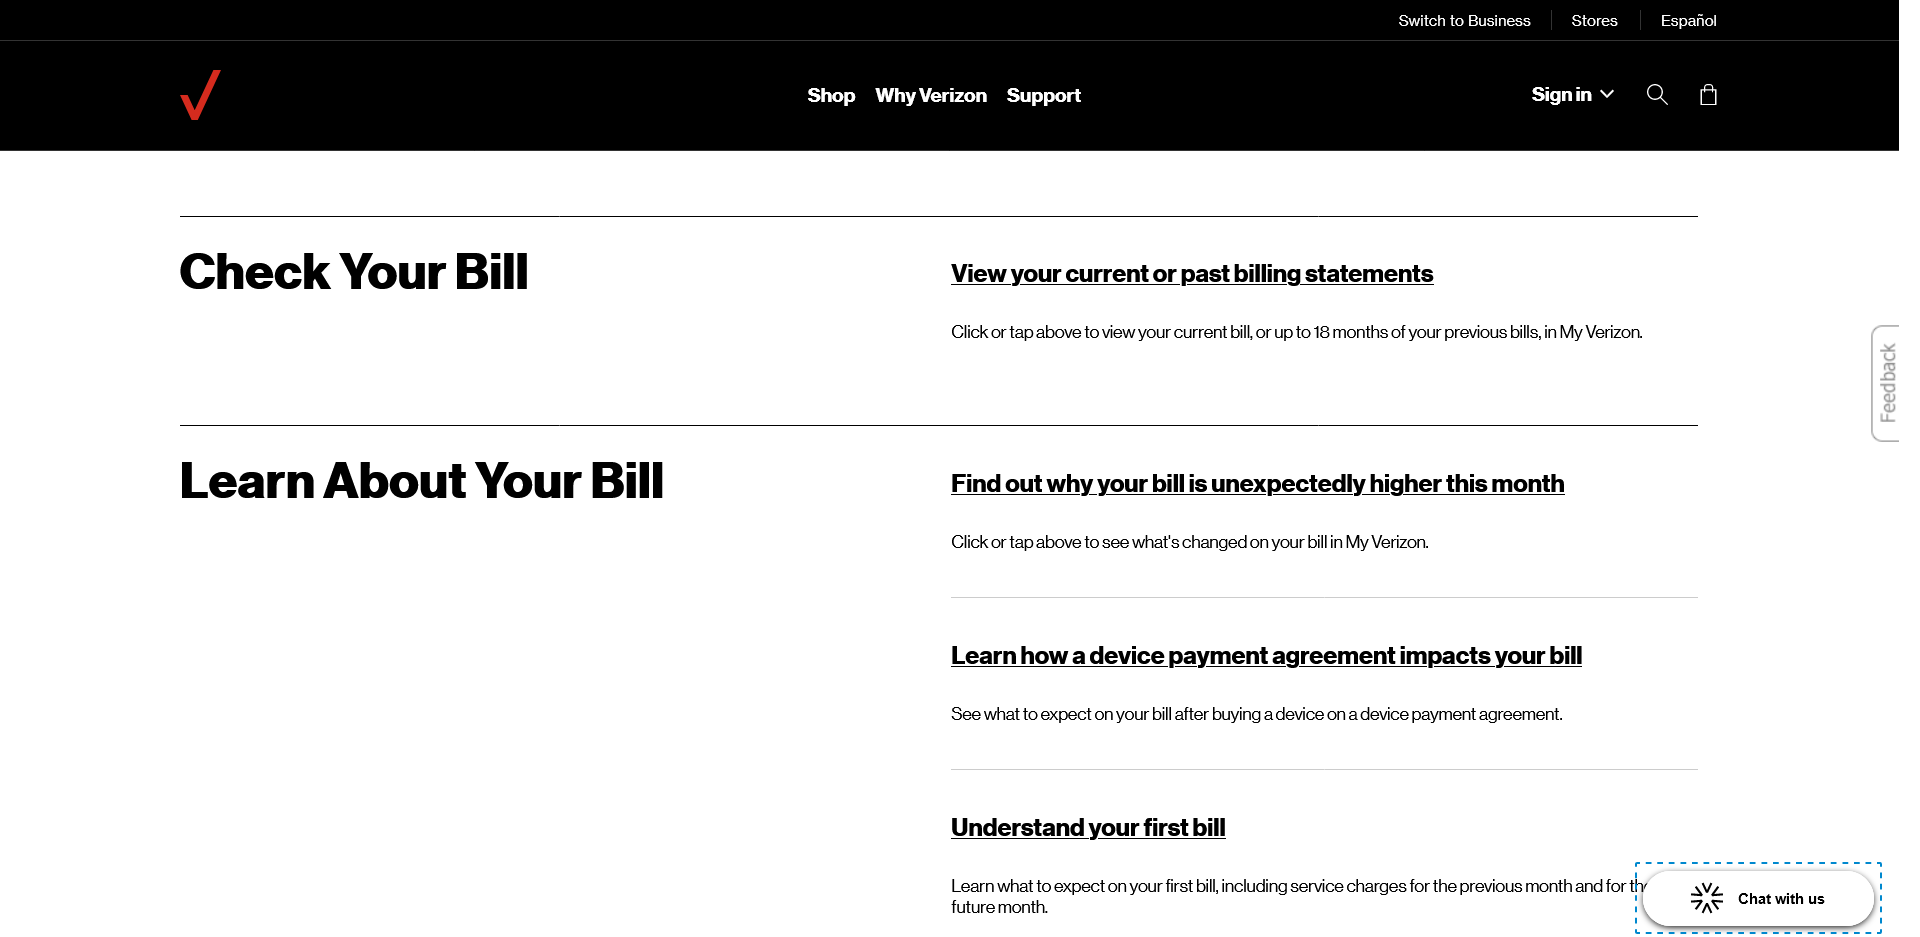 Switch to Business
Stores
Español
Shop
Why Verizon
Support
Sign in
Check Your Bill
View your current or past billing statements
Click or tap above to view your current bill, or up to 18 months of your previous bills, in My Verizon.
Feedback
Learn About Your Bill
Find out why your bill is unexpectedly higher this month
Click or tap above to see what's changed on your bill in My Verizon.
Learn how a device payment agreement impacts your bill
See what to expect on your bill after buying a device on a device payment agreement.
Understand your first bill
Learn what to expect on your first bill, including service charges for the previous month and for the
future month.
Chat with us